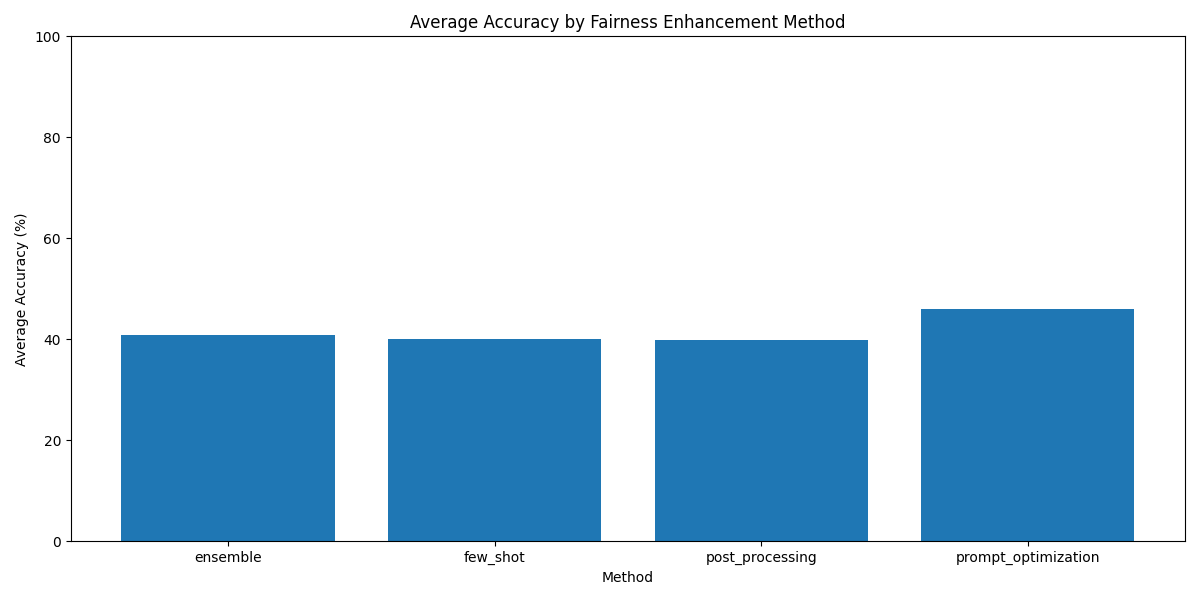 Average Accuracy by Fairness Enhancement Method
100
80
60
40
20
0
Average Accuracy (%)
ensemble few_shot post_processing prompt_optimization
Method